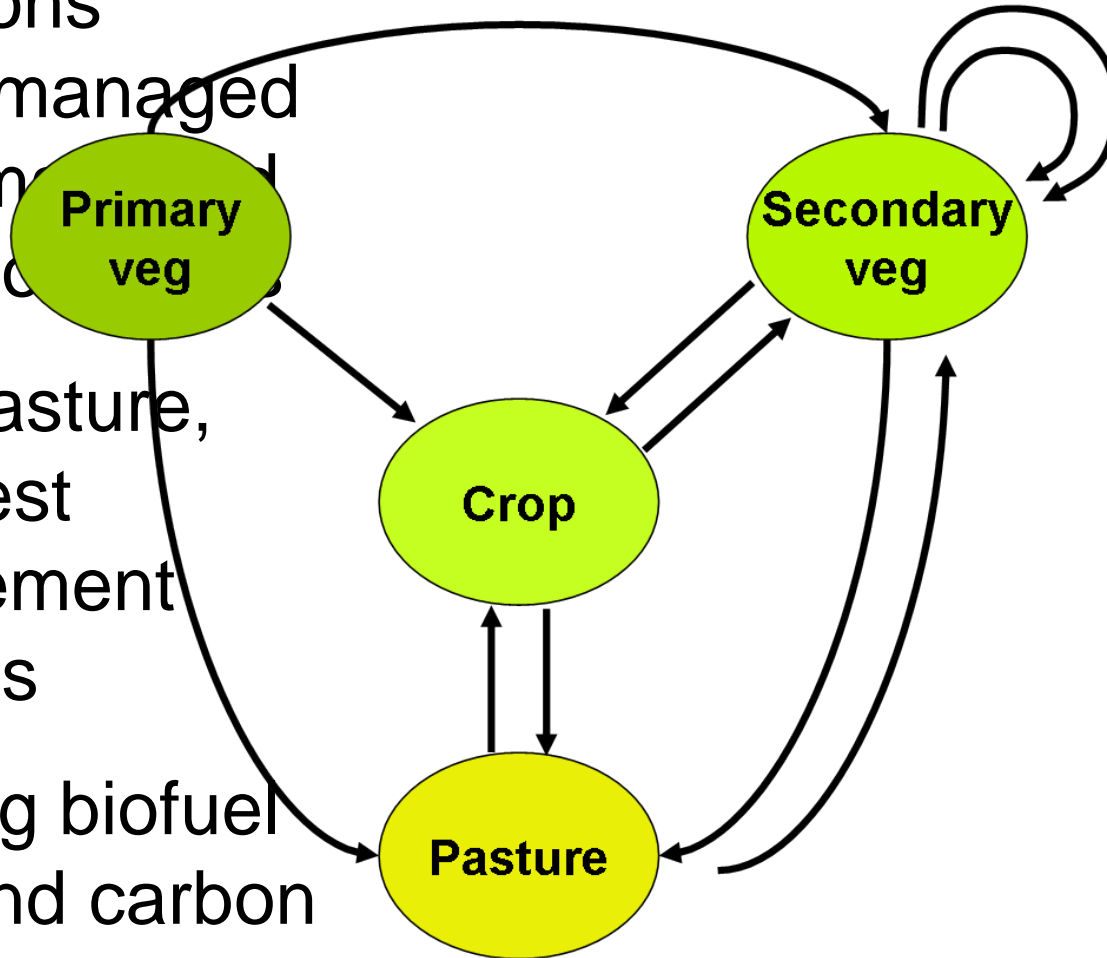 ons
managed
Primary
veg
Secondary
veg
asture,
est
Crop
ement
s
g biofuel
Pasture
nd carbon